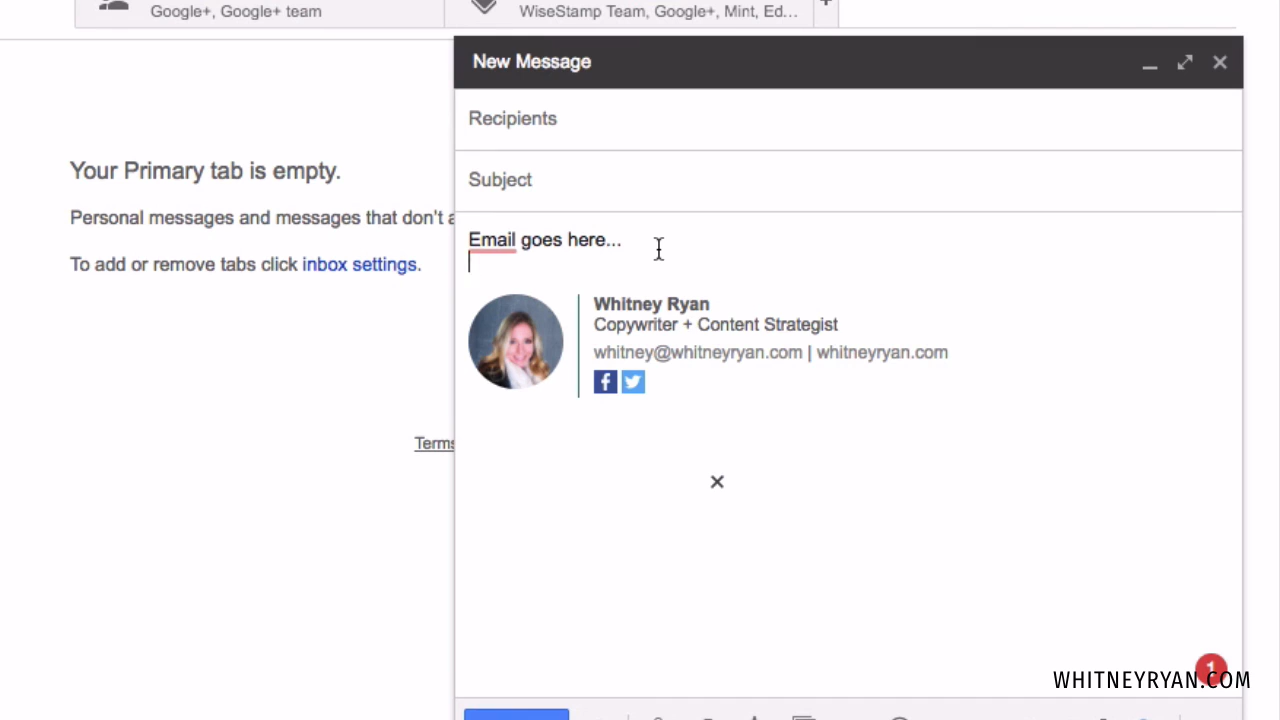 Google+, Google+ team
WiseStamp Team, Google+, Mint, Ed...
New Message
Recipients
Your Primary tab is empty.
Subject
Personal messages and messages that don't a
Email goes here...
To add or remove tabs click inbox settings.
Whitney Ryan
Copywriter + Content Strategist
whitney@whitneyryan.com | whitneyryan.com
Terms
1
WHITNEYRYAN.COM